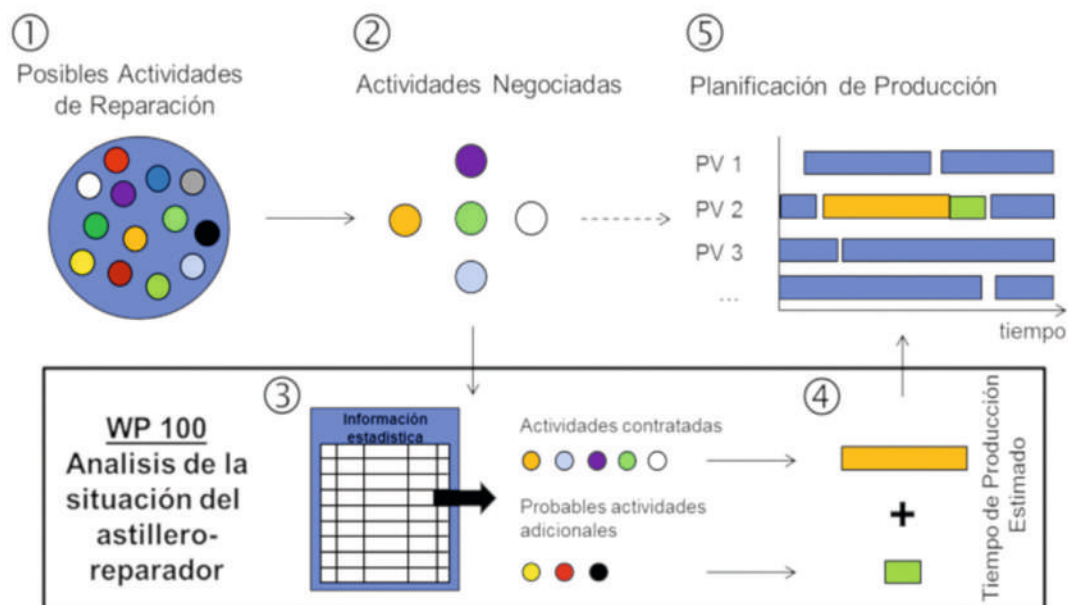 ①
Posibles Actividades
de Reparación
②
Actividades Negociadas
⑤
Planificación de Producción
PV 1
PV 2
PV 3
...
tiempo
WP 100
Analisis de la
situación del
astillero-
reparador
③
Información
estadística
Actividades contratadas
Probables actividades
adicionales
④
+
Tiempo de Producción
Estimado